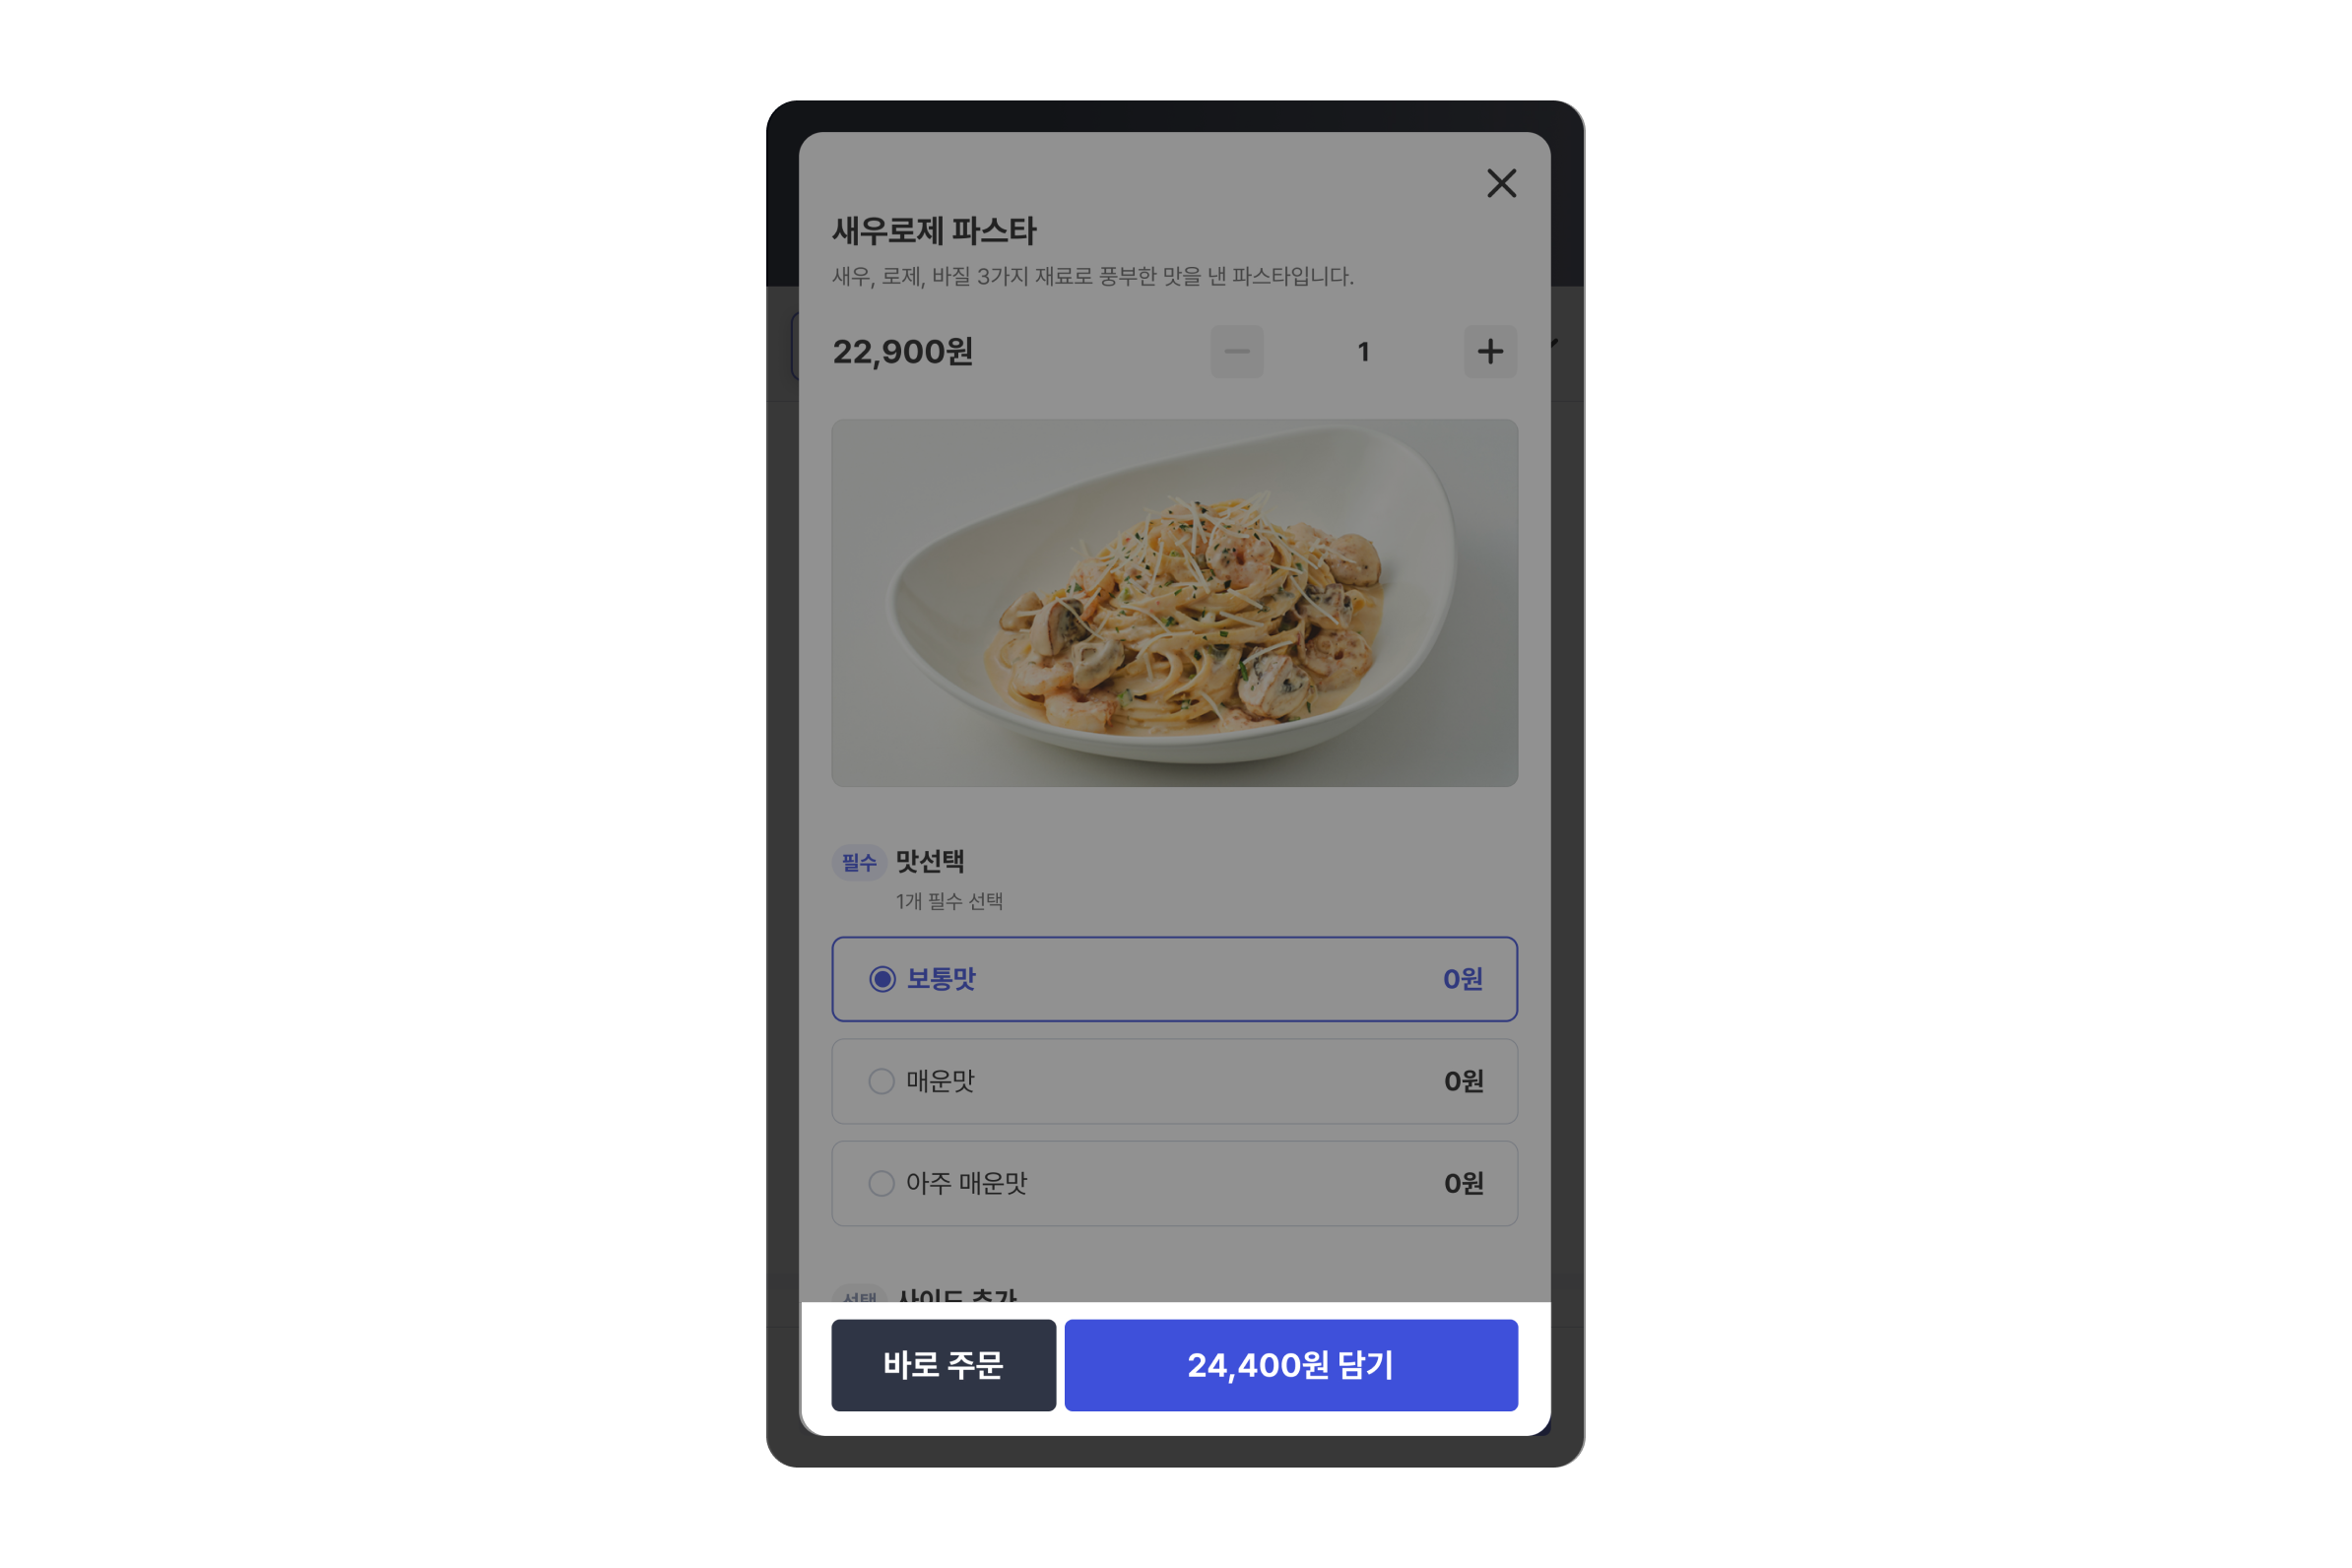 새우로제 파스타
새우, 로제, 바질 3가지 재료로 풍부한 맛을 낸 파스타입니다.
22,900원
1
필수 맛선택
1개 필수 선택
보통맛 0원
매운맛 0원
아주 매운맛 0원
선택 사이드 추가
바로 주문
24,400원 담기